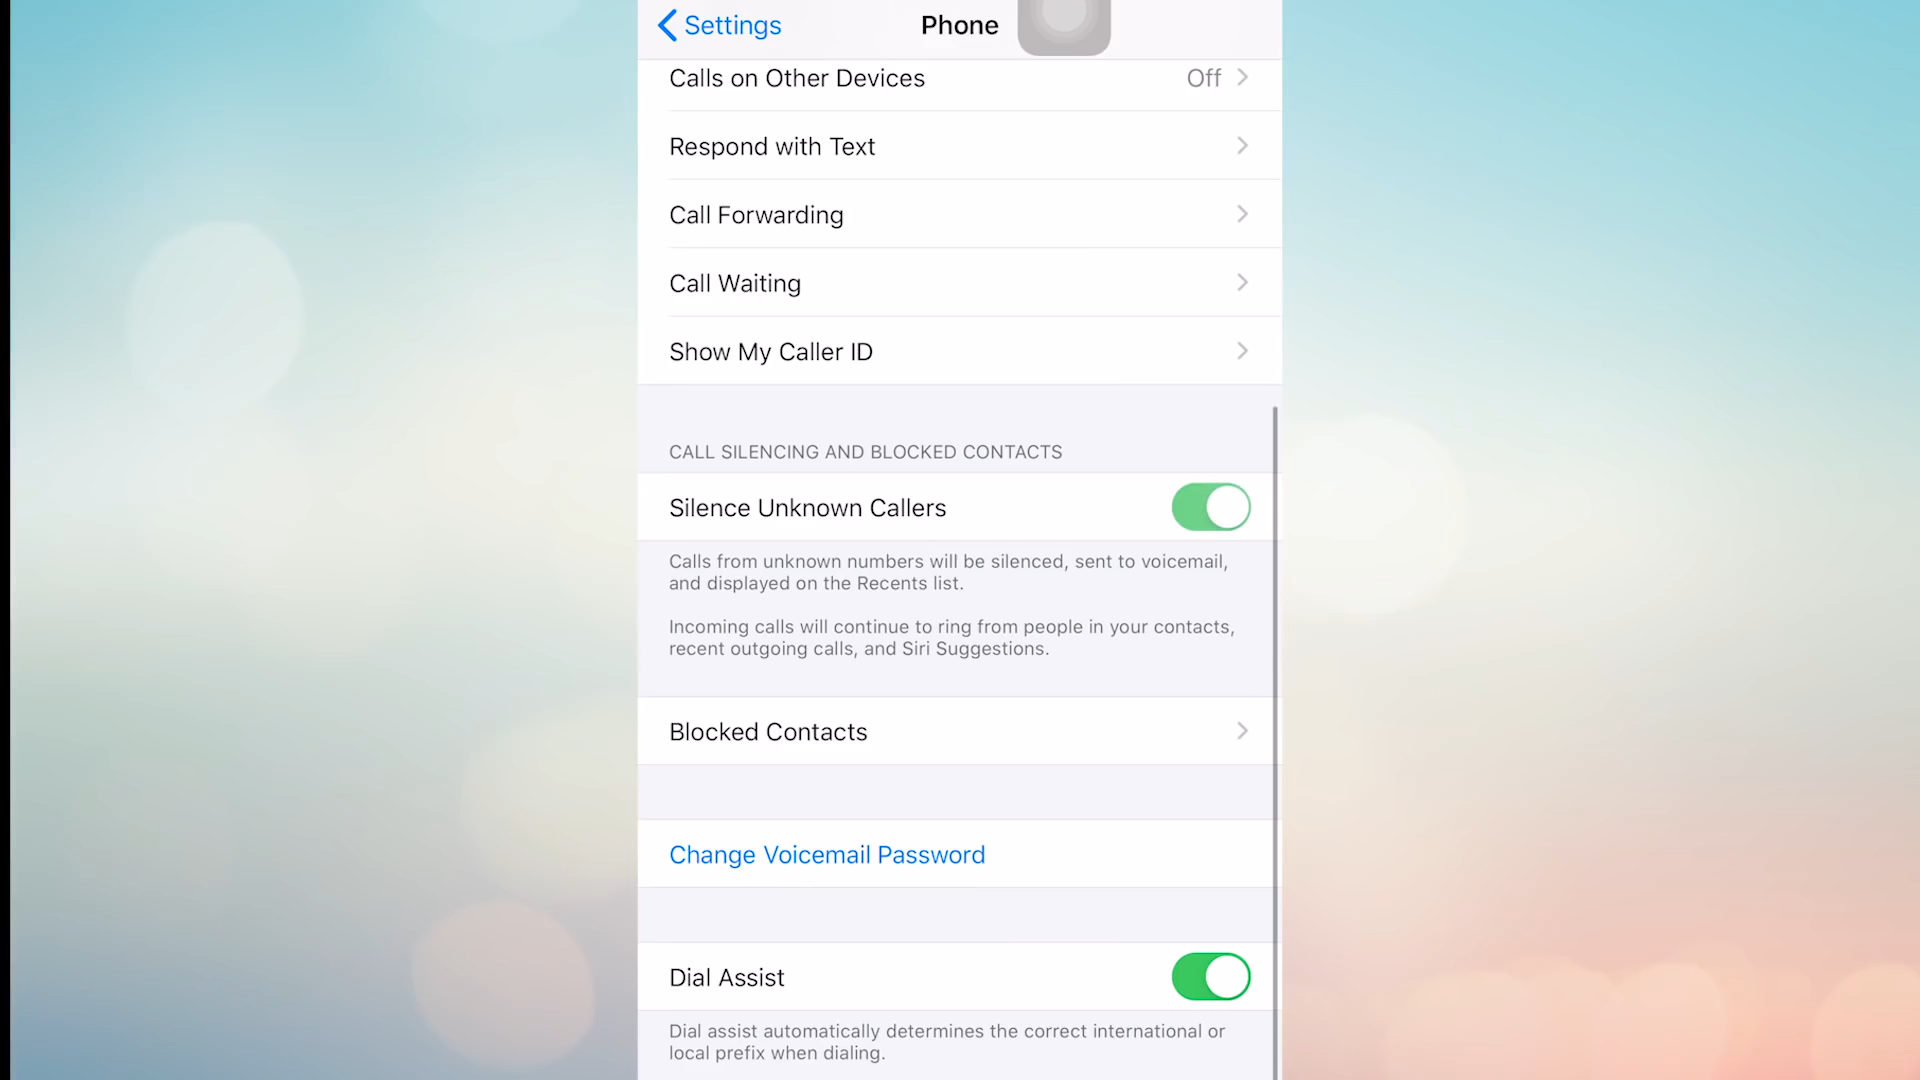 Settings
Phone
Calls on Other Devices Off
Respond with Text
Call Forwarding
Call Waiting
Show My Caller ID
CALL SILENCING AND BLOCKED CONTACTS
Silence Unknown Callers
Calls from unknown numbers will be silenced, sent to voicemail,
and displayed on the Recents list.
Incoming calls will continue to ring from people in your contacts,
recent outgoing calls, and Siri Suggestions.
Blocked Contacts
Change Voicemail Password
Dial Assist
Dial assist automatically determines the correct international or
local prefix when dialing.